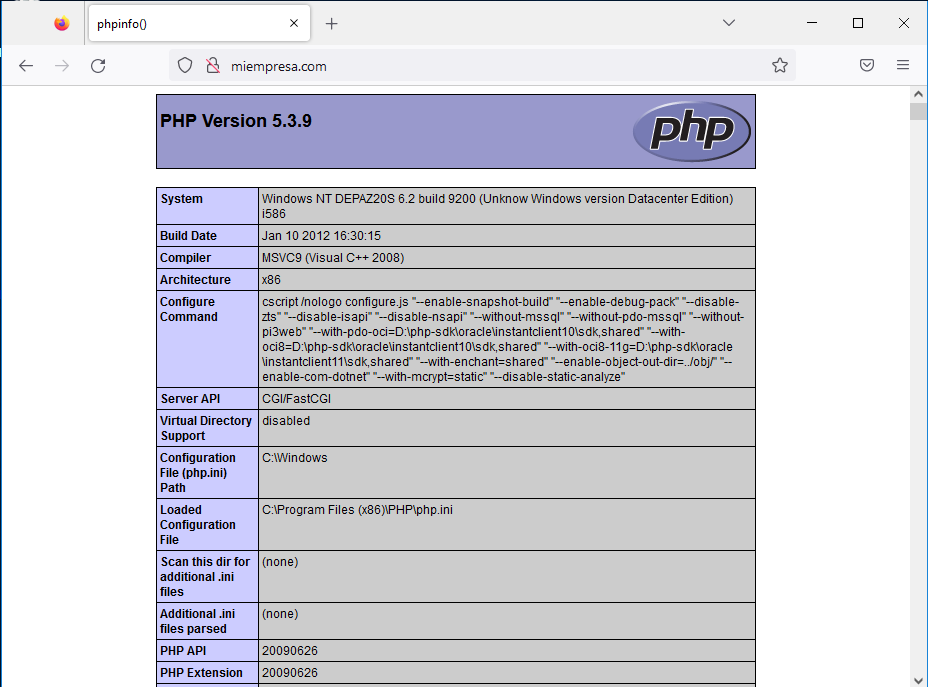 phpinfo()
miempresa.com
PHP Version 5.3.9
php
System
Windows NT DEPAZ20S 6.2 build 9200 (Unknow Windows version Datacenter Edition)
i586
Build Date
Jan 10 2012 16:30:15
Compiler
MSVC9 (Visual C++ 2008)
Architecture
x86
Configure
Command
cscript /nologo configure.js "--enable-snapshot-build" "--enable-debug-pack" "--disable-
zts" "--disable-isapi" "--disable-nsapi" "--without-mssql" "--without-pdo-mssql" "--without-
pi3web" "--with-pdo-oci=D:\php-sdk\oracle\instantclient10\sdk,shared" "--with-
oci8=D:\php-sdk\oracle\instantclient10\sdk,shared" "--with-oci8-11g=D:\php-sdk\oracle
\instantclient11\sdk,shared" "--with-enchant=shared" "--enable-object-out-dir=../obj/" "--
enable-com-dotnet" "--with-mcrypt=static" "--disable-static-analyze"
Server API
CGI/FastCGI
Virtual Directory
Support
disabled
Configuration
File (php.ini)
Path
C:\Windows
Loaded
Configuration
File
C:\Program Files (x86)\PHP\php.ini
Scan this dir for
additional .ini
files
(none)
Additional .ini
files parsed
(none)
PHP API
20090626
PHP Extension
20090626